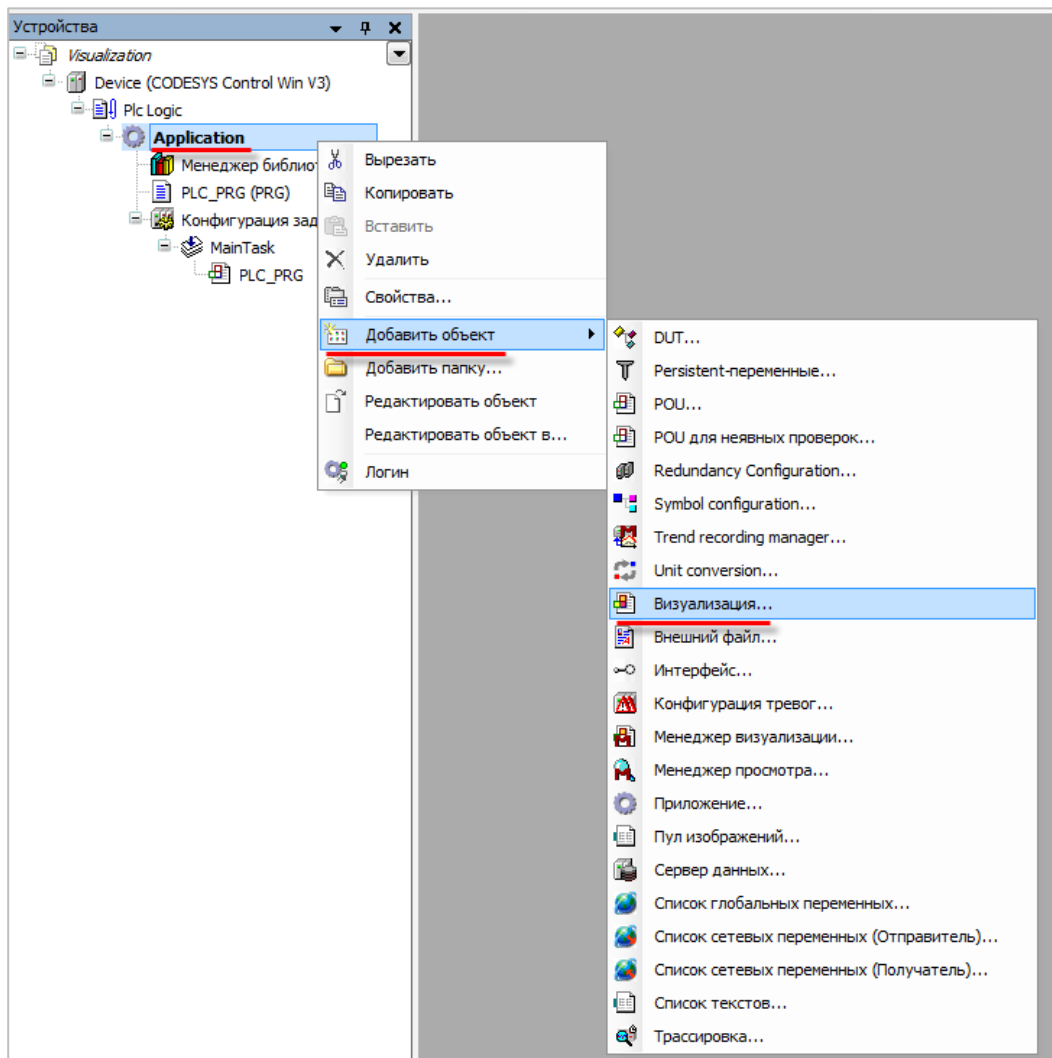 Устройства
Visualization
Device (CODESYS Control Win V3)
Plc Logic
Application
Менеджер библио
PLC_PRG (PRG)
Конфигурация зад
MainTask
PLC_PRG
Вырезать
Копировать
Вставить
Удалить
Свойства...
Добавить объект
Добавить папку...
Редактировать объект
Редактировать объект в...
Логин
DUT...
Persistent-переменные...
POU...
POU для неявных проверок...
Redundancy Configuration...
Symbol configuration...
Trend recording manager...
Unit conversion...
Визуализация...
Внешний файл...
Интерфейс...
Конфигурация тревог...
Менеджер визуализации...
Менеджер просмотра...
Приложение...
Пул изображений...
Сервер данных...
Список глобальных переменных...
Список сетевых переменных (Отправитель)...
Список сетевых переменных (Получатель)...
Список текстов...
Трассировка...